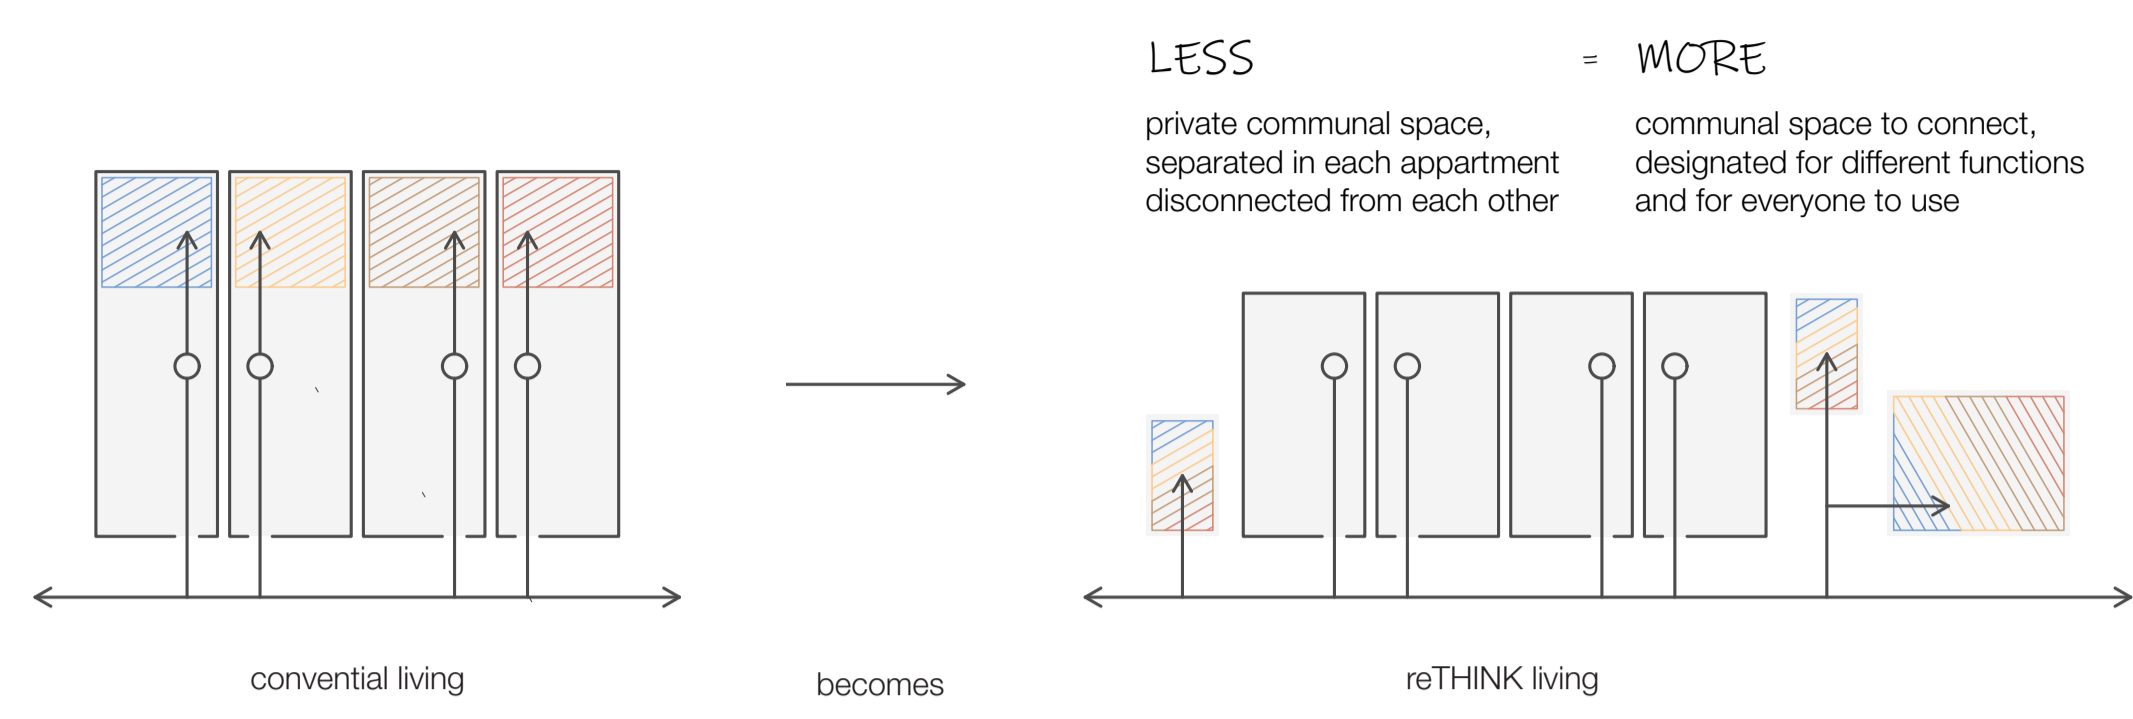 LESS = MORE
private communal space,
separated in each appartment
disconnected from each other
communal space to connect,
designated for different functions
and for everyone to use
convential living
becomes
reTHINK living